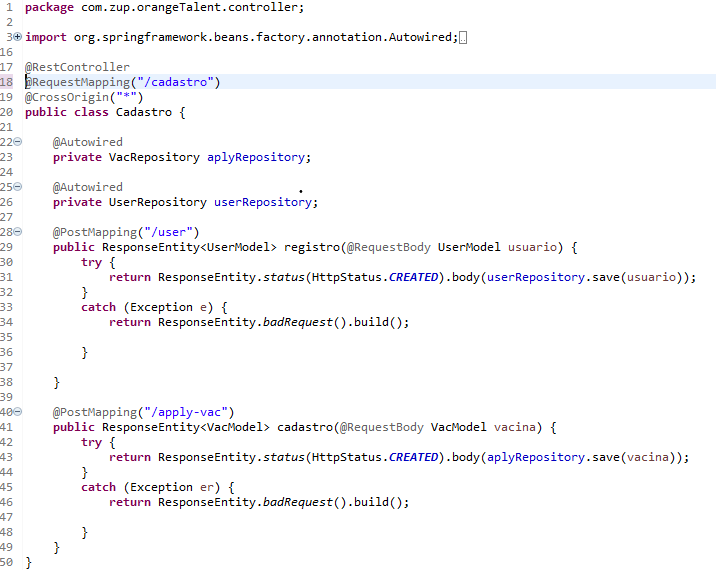 1 package com.zup.orangeTalent.controller;
2
3 import org.springframework.beans.factory.annotation.Autowired;
16
17 @RestController
18 @RequestMapping("/cadastro")
19 @CrossOrigin("*")
20 public class Cadastro {
21
22 @Autowired
23 private VacRepository aplyRepository;
24
25 @Autowired
26 private UserRepository userRepository;
27
28 @PostMapping("/user")
29 public ResponseEntity<UserModel> registro(@RequestBody UserModel usuario) {
30 try {
31 return ResponseEntity.status(HttpStatus.CREATED).body(userRepository.save(usuario));
32 }
33 catch (Exception e) {
34 return ResponseEntity.badRequest().build();
35
36 }
37
38 }
39
40 @PostMapping("/apply-vac")
41 public ResponseEntity<VacModel> cadastro(@RequestBody VacModel vacina) {
42 try {
43 return ResponseEntity.status(HttpStatus.CREATED).body(aplyRepository.save(vacina));
44 }
45 catch (Exception er) {
46 return ResponseEntity.badRequest().build();
47
48 }
49 }
50 }